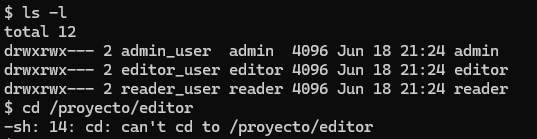 $ ls -l
total 12
drwxrwx--- 2 admin_user  admin  4096 Jun 18 21:24 admin
drwxrwx--- 2 editor_user editor 4096 Jun 18 21:24 editor
drwxrwx--- 2 reader_user reader 4096 Jun 18 21:24 reader
$ cd /proyecto/editor
-sh: 14: cd: can't cd to /proyecto/editor